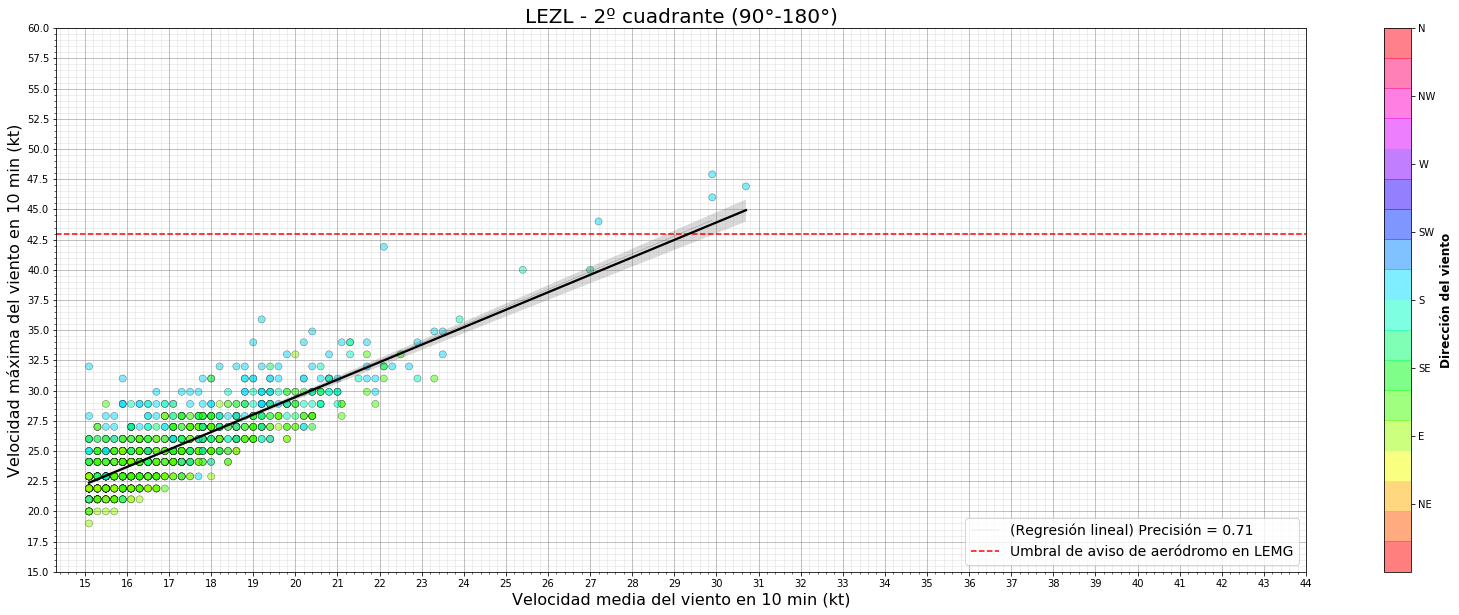 LEZL - 2º cuadrante (90°-180°)
Velocidad máxima del viento en 10 min (kt)
60.0
57.5
55.0
52.5
50.0
47.5
45.0
42.5
40.0
37.5
35.0
32.5
30.0
27.5
25.0
22.5
20.0
17.5
15.0
15 16 17 18 19 20 21 22 23 24 25 26 27 28 29 30 31 32 33 34 35 36 37 38 39 40 41 42 43 44
Velocidad media del viento en 10 min (kt)
(Regresión lineal) Precisión = 0.71
Umbral de aviso de aeródromo en LEMG
N
NW
W
SW
S
SE
E
NE
Dirección del viento